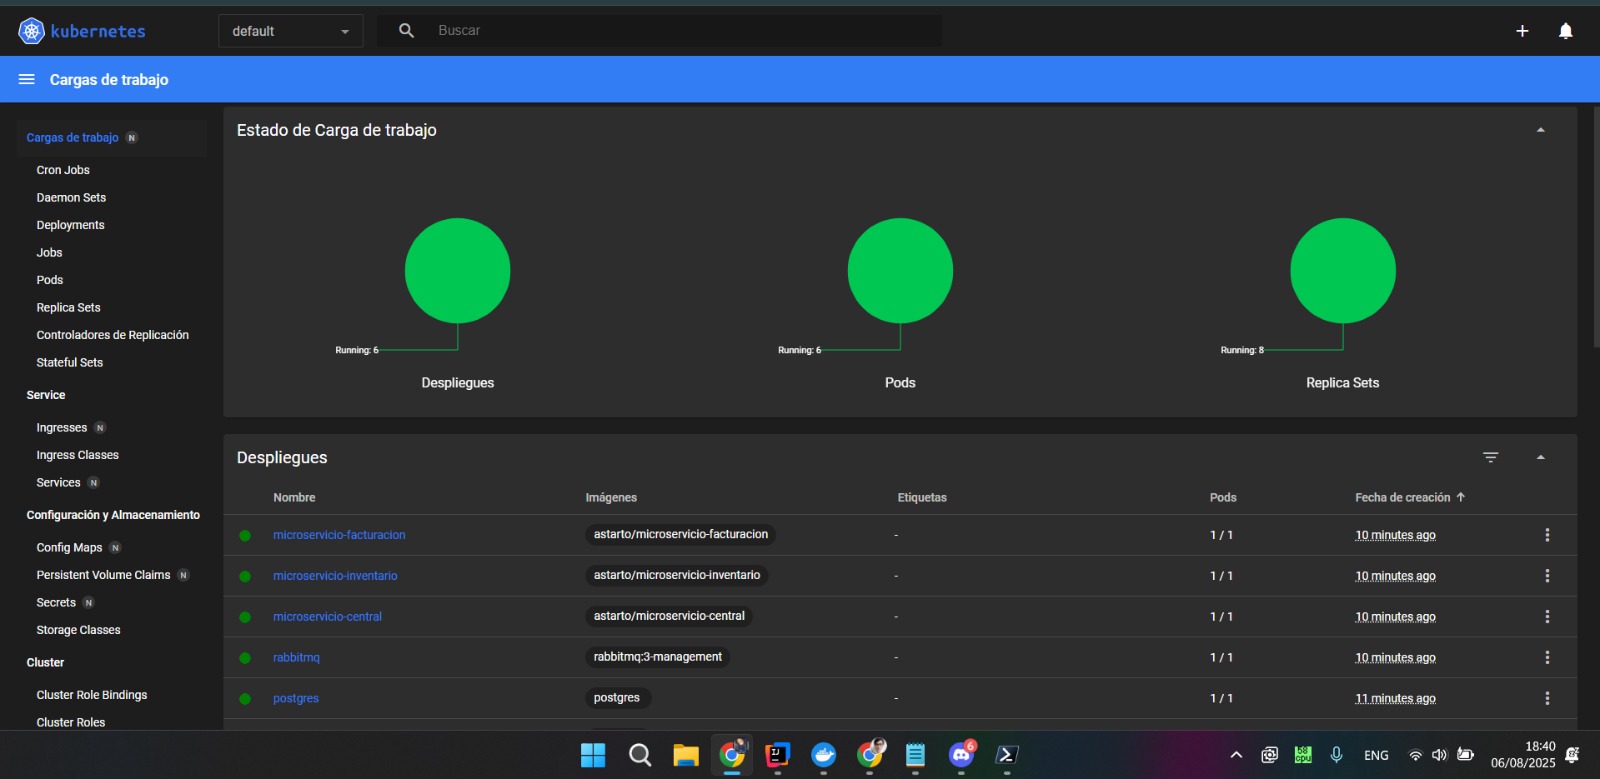 kubernetes
default
Buscar
Cargas de trabajo
Cargas de trabajo N
Cron Jobs
Daemon Sets
Deployments
Jobs
Pods
Replica Sets
Controladores de Replicación
Stateful Sets
Service
Ingresses N
Ingress Classes
Services N
Configuración y Almacenamiento
Config Maps N
Persistent Volume Claims N
Secrets N
Storage Classes
Cluster
Cluster Role Bindings
Cluster Roles
Estado de Carga de trabajo
Running: 6
Despliegues
Running: 6
Pods
Running: 8
Replica Sets
Despliegues
Nombre Imágenes Etiquetas Pods Fecha de creación
microservicio-facturacion astarto/microservicio-facturacion - 1 / 1 10 minutes ago
microservicio-inventario astarto/microservicio-inventario - 1 / 1 10 minutes ago
microservicio-central astarto/microservicio-central - 1 / 1 10 minutes ago
rabbitmq rabbitmq:3-management - 1 / 1 10 minutes ago
postgres postgres - 1 / 1 11 minutes ago
IJ
6
58
cpu
ENG
18:40
06/08/2025